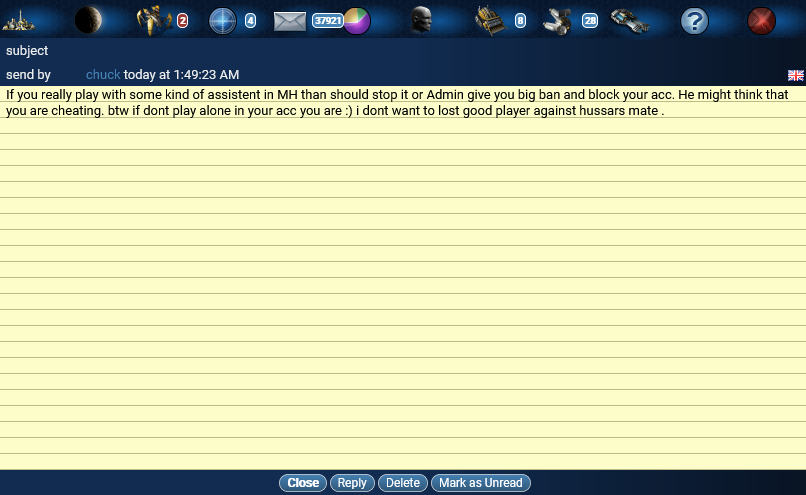 2 4 37921 8 28 ?
subject
send by chuck today at 1:49:23 AM
If you really play with some kind of assistent in MH than should stop it or Admin give you big ban and block your acc. He might think that
you are cheating. btw if dont play alone in your acc you are :) i dont want to lost good player against hussars mate .
Close Reply Delete Mark as Unread